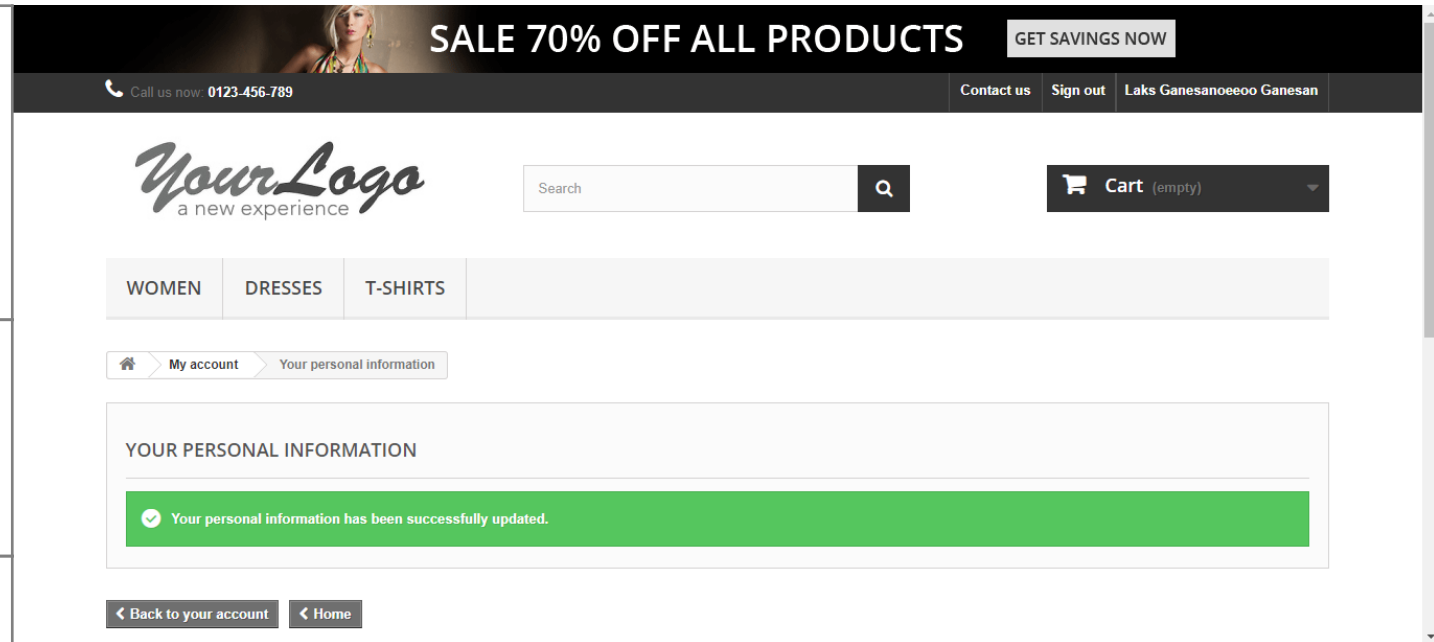 SALE 70% OFF ALL PRODUCTS GET SAVINGS NOW
Call us now: 0123-456-789 Contact us Sign out Laks Ganesanoeeoo Ganesan
YourLogo
a new experience
Search
Cart (empty)
WOMEN DRESSES T-SHIRTS
My account Your personal information
YOUR PERSONAL INFORMATION
Your personal information has been successfully updated.
Back to your account Home